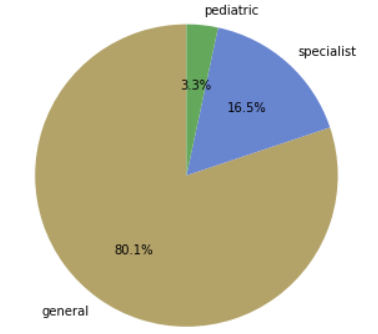 pediatric
specialist
3.3%
16.5%
80.1%
general